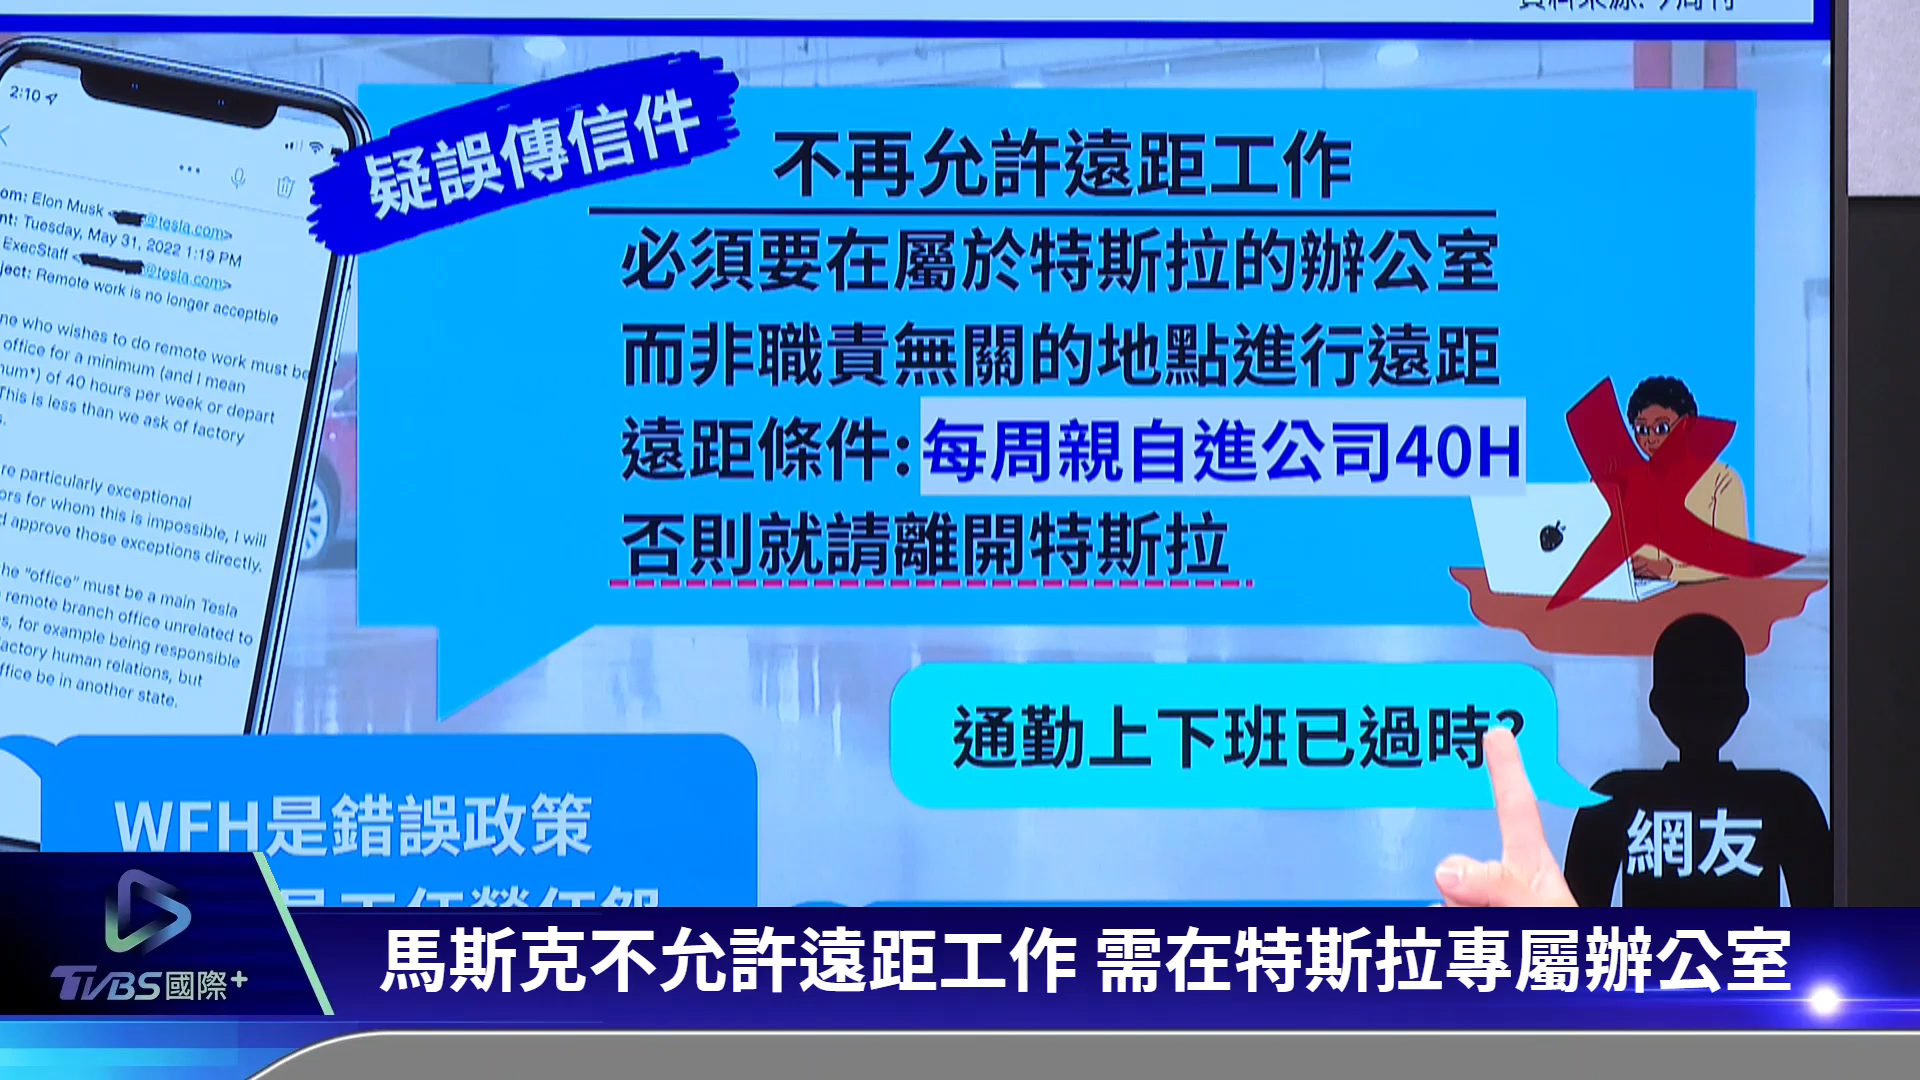 2:10
om: Elon Musk
@tesla.com>
nt: Tuesday, May 31, 2022 1:19 PM
ExecStaff <
@tesla.com>
ject: Remote work is no longer acceptble
ne who wishes to do remote work must be
office for a minimum (and I mean
num*) of 40 hours per week or depart
This is less than we ask of factory
s.
re particularly exceptional
ors for whom this is impossible, I will
d approve those exceptions directly.
he "office" must be a main Tesla
remote branch office unrelated to
s, for example being responsible
actory human relations, but
ffice be in another state.
疑誤傳信件
不再允許遠距工作
必須要在屬於特斯拉的辦公室
而非職責無關的地點進行遠距
遠距條件:每周親自進公司40H
否則就請離開特斯拉
通勤上下班已過時?
網友
WFH是錯誤政策
馬斯克不允許遠距工作 需在特斯拉專屬辦公室
TVBS國際+